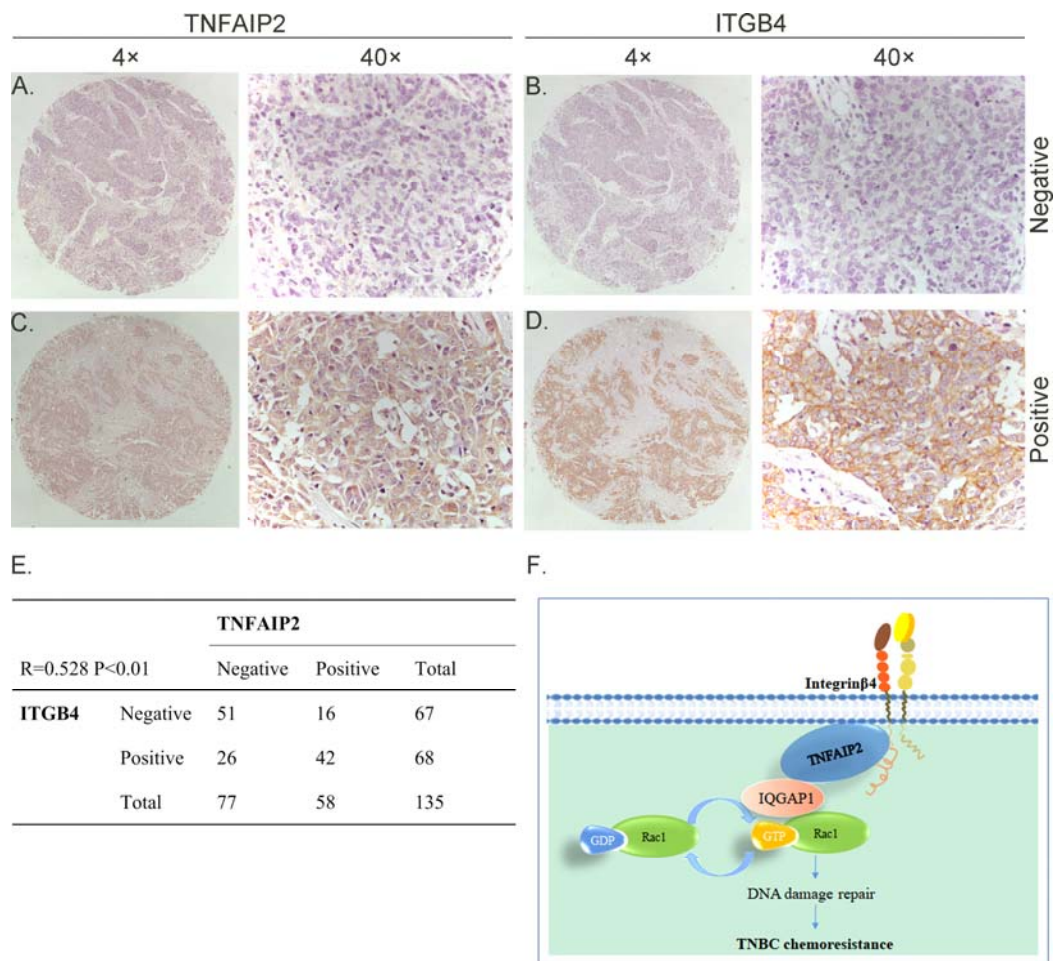 TNFAIP2 ITGB4
4× 40× 4× 40×
A. B.
Negative
C. D.
Positive
E.
TNFAIP2
R=0.528 P<0.01 Negative Positive Total
ITGB4 Negative 51 16 67
Positive 26 42 68
Total 77 58 135
F.
Integrinβ4
TNFAIP2
IQGAP1
GDP Rac1 GTP Rac1
DNA damage repair
TNBC chemoresistance